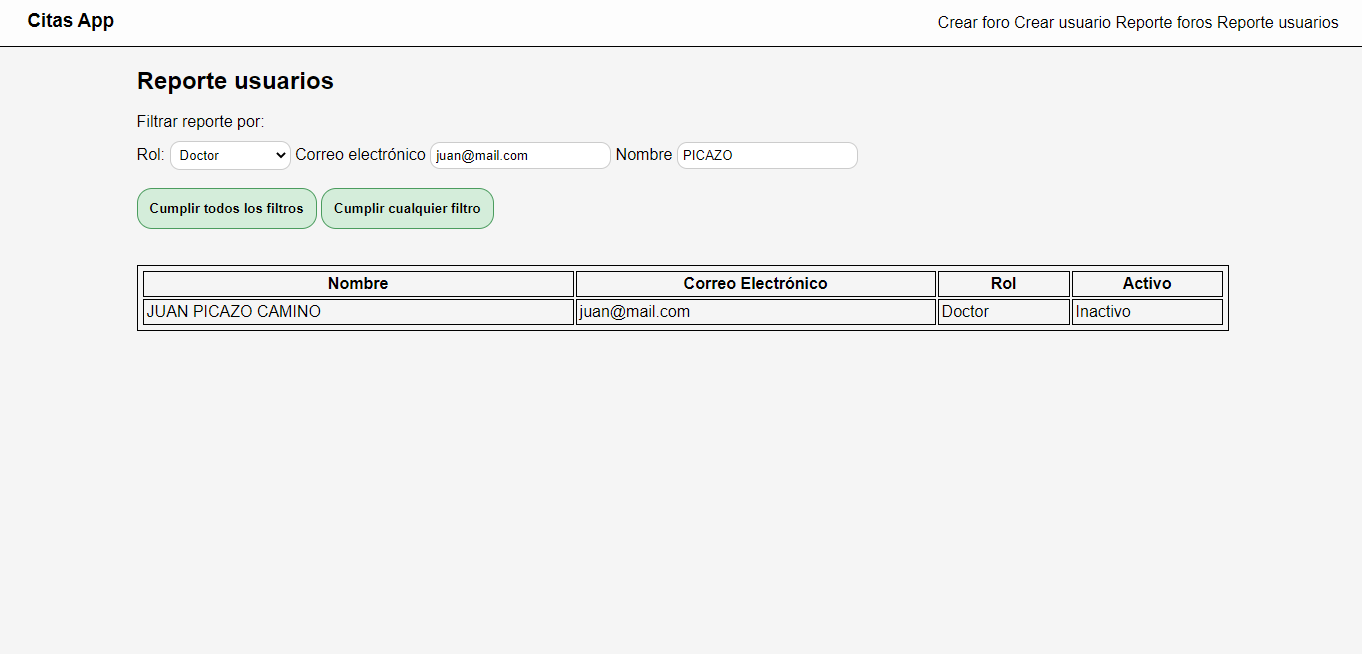 Citas App
Crear foro Crear usuario Reporte foros Reporte usuarios
Reporte usuarios
Filtrar reporte por:
Rol: Doctor Correo electrónico juan@mail.com Nombre PICAZO
Cumplir todos los filtros Cumplir cualquier filtro
Nombre Correo Electrónico Rol Activo
JUAN PICAZO CAMINO juan@mail.com Doctor Inactivo